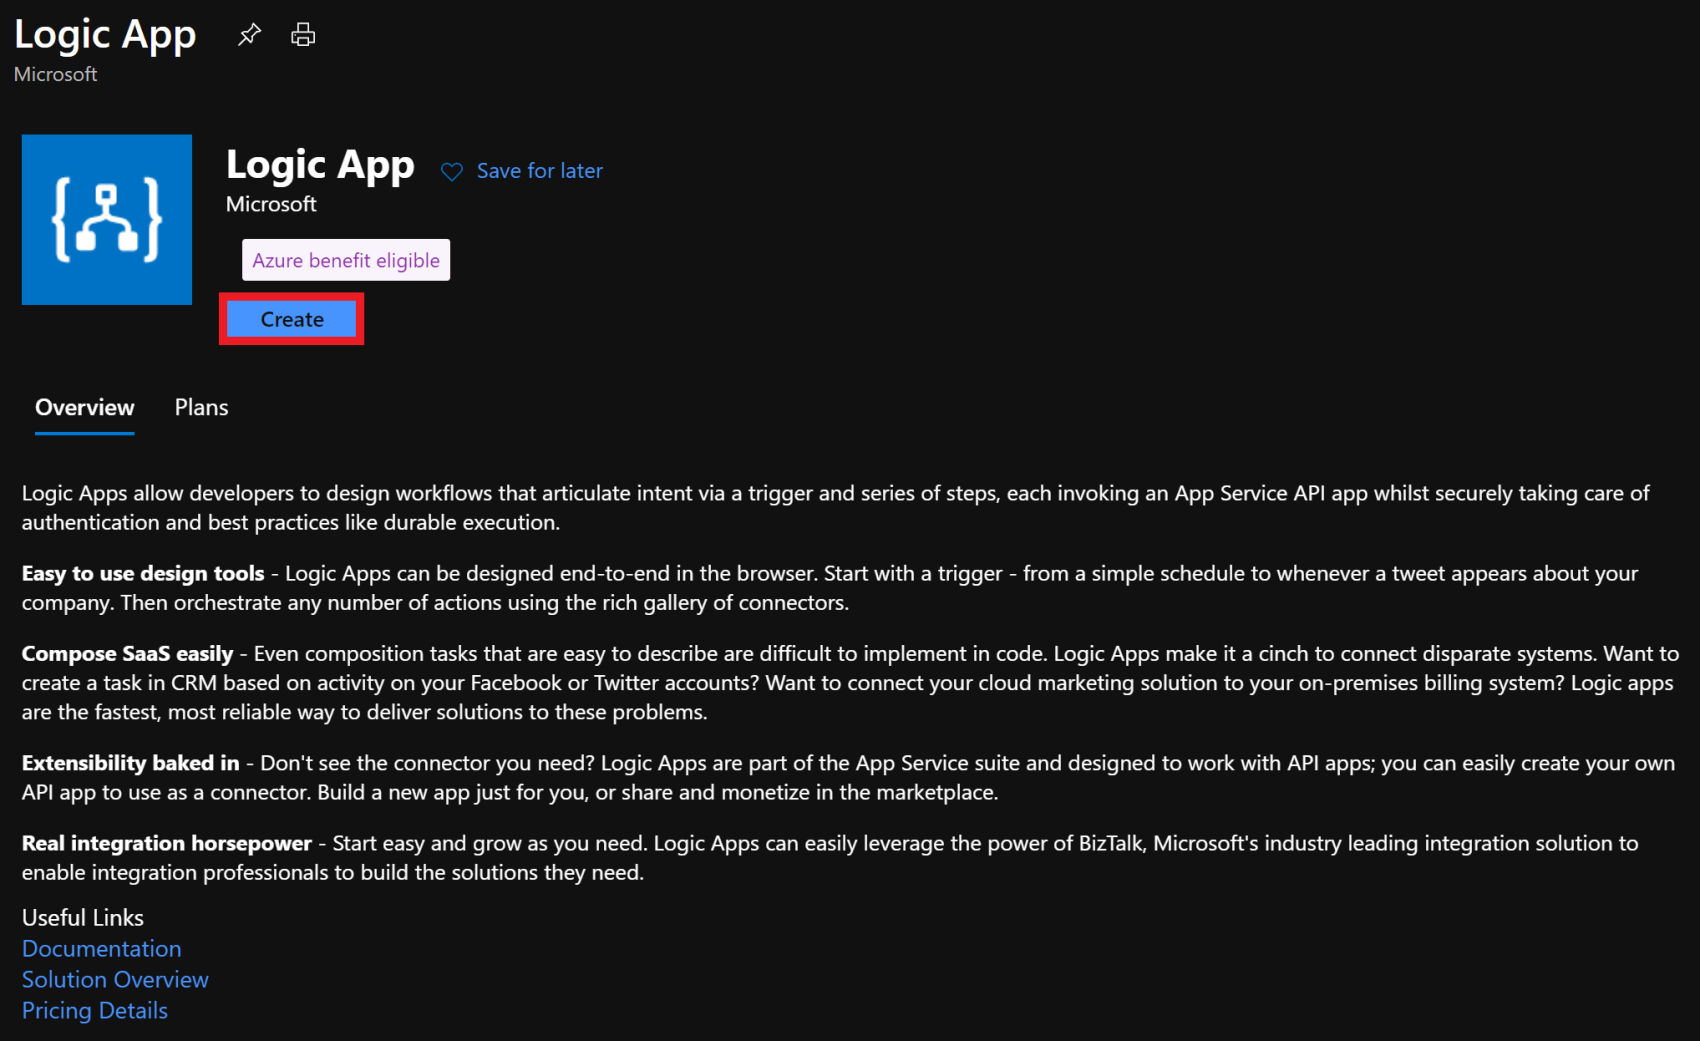 Logic App
Microsoft
Logic App
Save for later
Microsoft
Azure benefit eligible
Create
Overview
Plans
Logic Apps allow developers to design workflows that articulate intent via a trigger and series of steps, each invoking an App Service API app whilst securely taking care of
authentication and best practices like durable execution.
Easy to use design tools - Logic Apps can be designed end-to-end in the browser. Start with a trigger - from a simple schedule to whenever a tweet appears about your
company. Then orchestrate any number of actions using the rich gallery of connectors.
Compose SaaS easily - Even composition tasks that are easy to describe are difficult to implement in code. Logic Apps make it a cinch to connect disparate systems. Want to
create a task in CRM based on activity on your Facebook or Twitter accounts? Want to connect your cloud marketing solution to your on-premises billing system? Logic apps
are the fastest, most reliable way to deliver solutions to these problems.
Extensibility baked in - Don't see the connector you need? Logic Apps are part of the App Service suite and designed to work with API apps; you can easily create your own
API app to use as a connector. Build a new app just for you, or share and monetize in the marketplace.
Real integration horsepower - Start easy and grow as you need. Logic Apps can easily leverage the power of BizTalk, Microsoft's industry leading integration solution to
enable integration professionals to build the solutions they need.
Useful Links
Documentation
Solution Overview
Pricing Details